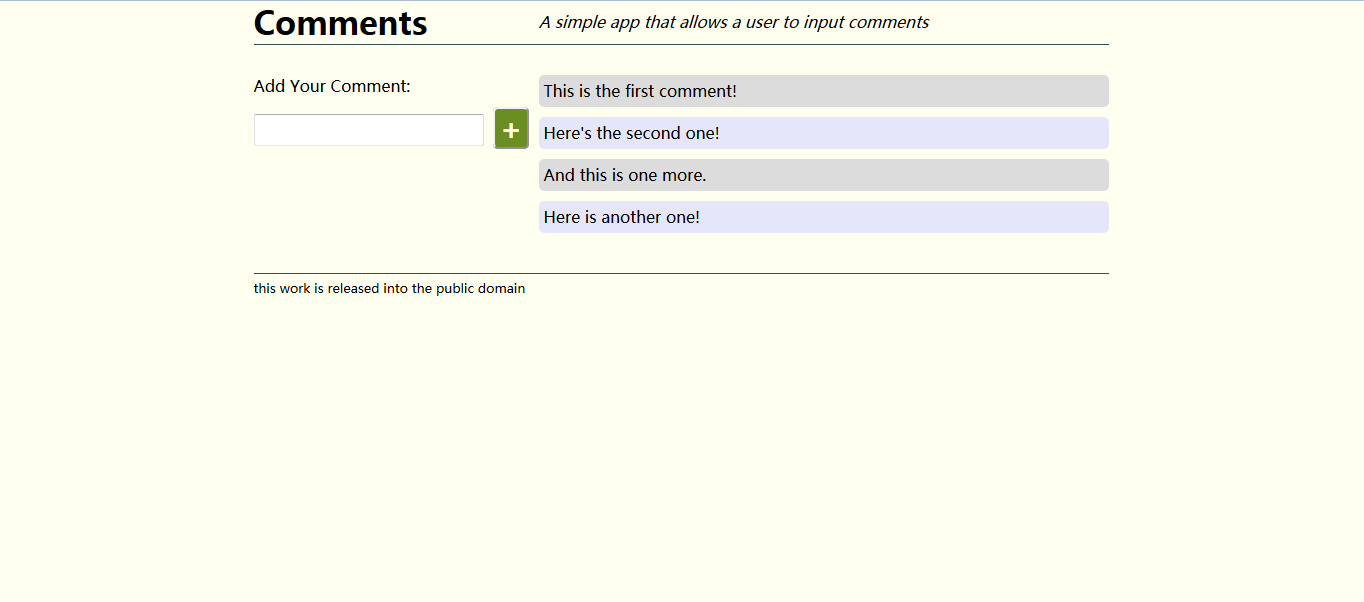 Comments
A simple app that allows a user to input comments
Add Your Comment:
+
This is the first comment!
Here's the second one!
And this is one more.
Here is another one!
this work is released into the public domain